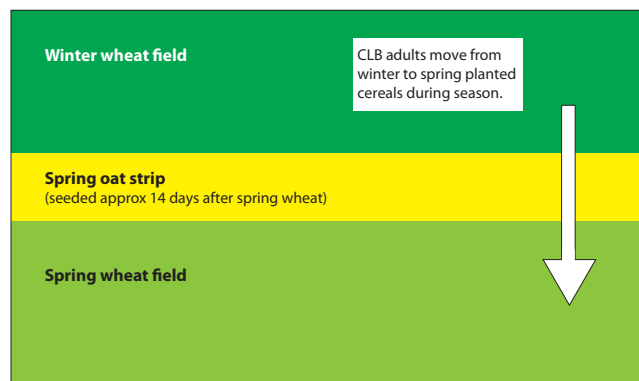 Winter wheat field
CLB adults move from
winter to spring planted
cereals during season.
Spring oat strip
(seeded approx 14 days after spring wheat)
Spring wheat field